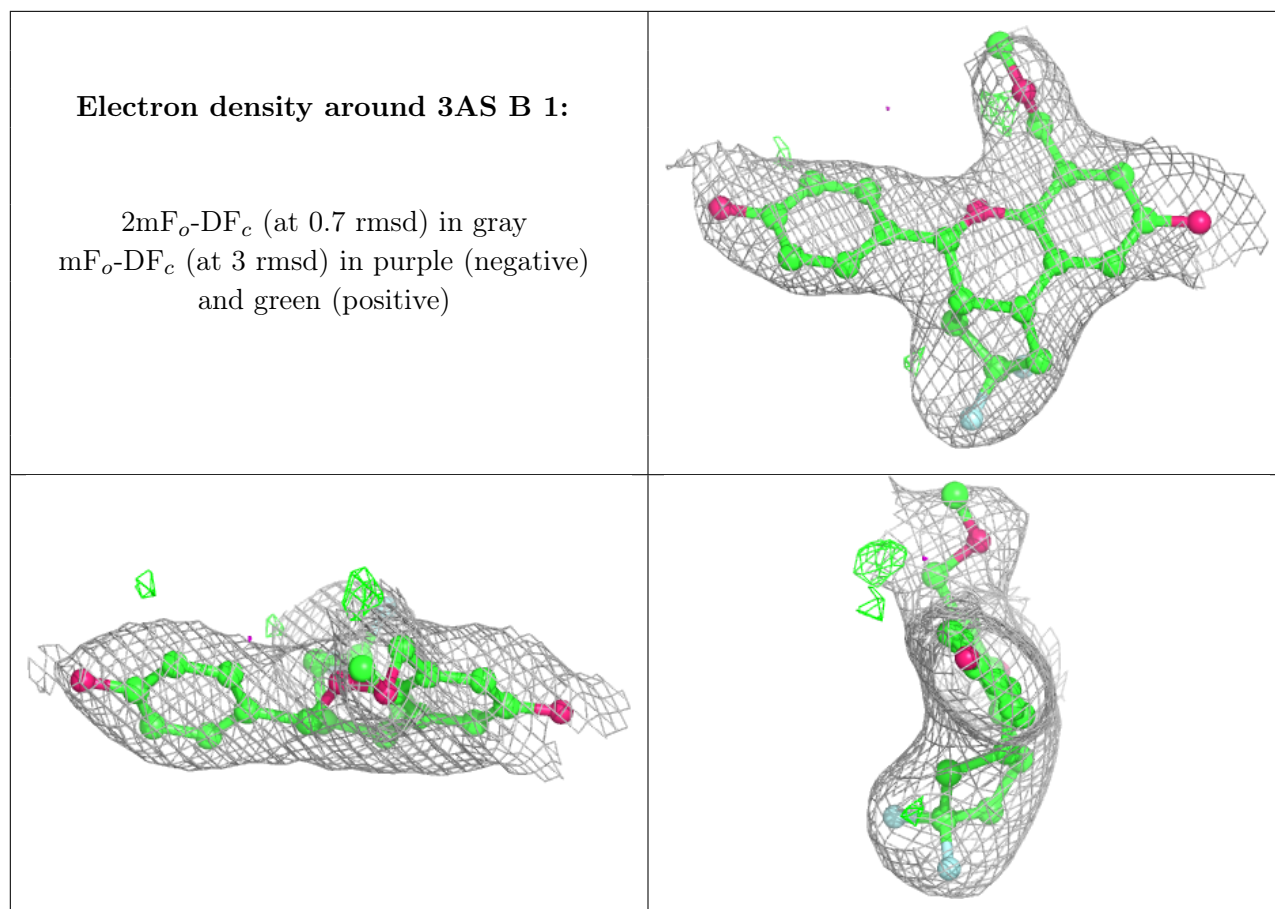 Electron density around 3AS B 1:
2mFo-DFc (at 0.7 rmsd) in gray
mFo-DFc (at 3 rmsd) in purple (negative)
and green (positive)